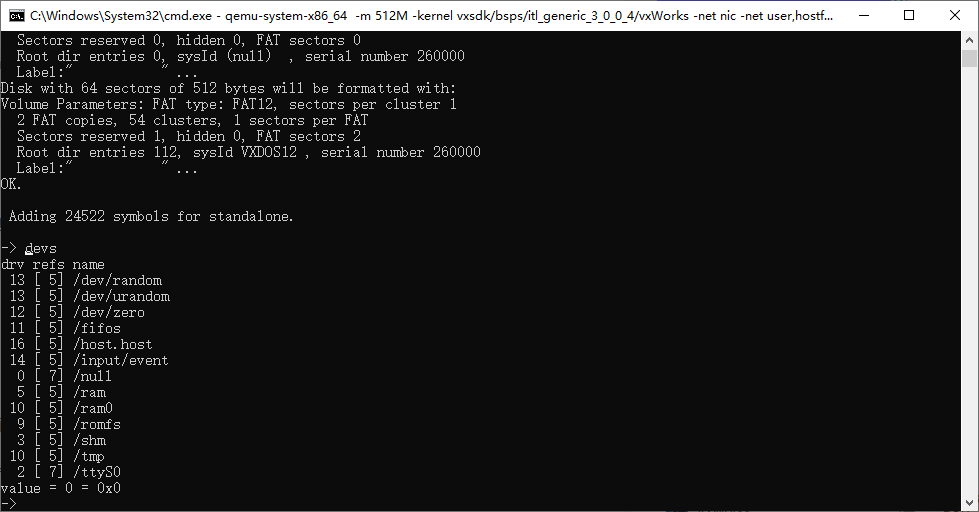 C:\Windows\System32\cmd.exe - qemu-system-x86_64  -m 512M -kernel vxsdk/bsps/itl_generic_3_0_0_4/vxWorks -net nic -net user,hostf...
  Sectors reserved 0, hidden 0, FAT sectors 0
  Root dir entries 0, sysId (null)  , serial number 260000
  Label:"           " ...
Disk with 64 sectors of 512 bytes will be formatted with:
Volume Parameters: FAT type: FAT12, sectors per cluster 1
  2 FAT copies, 54 clusters, 1 sectors per FAT
  Sectors reserved 1, hidden 0, FAT sectors 2
  Root dir entries 112, sysId VXDOS12 , serial number 260000
  Label:"           " ...
OK.
 Adding 24522 symbols for standalone.
-> devs
drv refs name
 13 [ 5] /dev/random
 13 [ 5] /dev/urandom
 12 [ 5] /dev/zero
 11 [ 5] /fifos
 16 [ 5] /host.host
 14 [ 5] /input/event
  0 [ 7] /null
  5 [ 5] /ram
 10 [ 5] /ram0
  9 [ 5] /romfs
  3 [ 5] /shm
 10 [ 5] /tmp
  2 [ 7] /ttyS0
value = 0 = 0x0
->